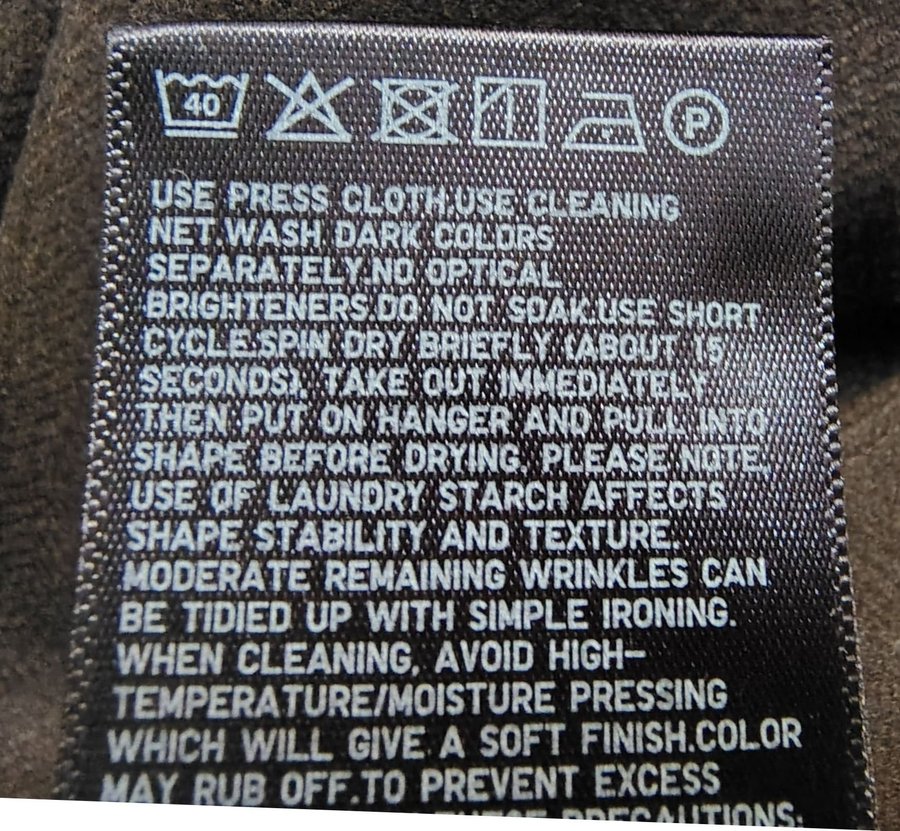 40 P
USE PRESS CLOTH.USE CLEANING
NET.WASH DARK COLORS
SEPARATELY.NO OPTICAL
BRIGHTENERS.DO NOT SOAK.USE SHORT
CYCLE.SPIN DRY BRIEFLY (ABOUT 15
SECONDS). TAKE OUT IMMEDIATELY
THEN PUT ON HANGER AND PULL INTO
SHAPE BEFORE DRYING. PLEASE NOTE,
USE OF LAUNDRY STARCH AFFECTS
SHAPE STABILITY AND TEXTURE.
MODERATE REMAINING WRINKLES CAN
BE TIDIED UP WITH SIMPLE IRONING.
WHEN CLEANING, AVOID HIGH-
TEMPERATURE/MOISTURE PRESSING
WHICH WILL GIVE A SOFT FINISH.COLOR
MAY RUB OFF.TO PREVENT EXCESS
THESE PRECAUTIONS: